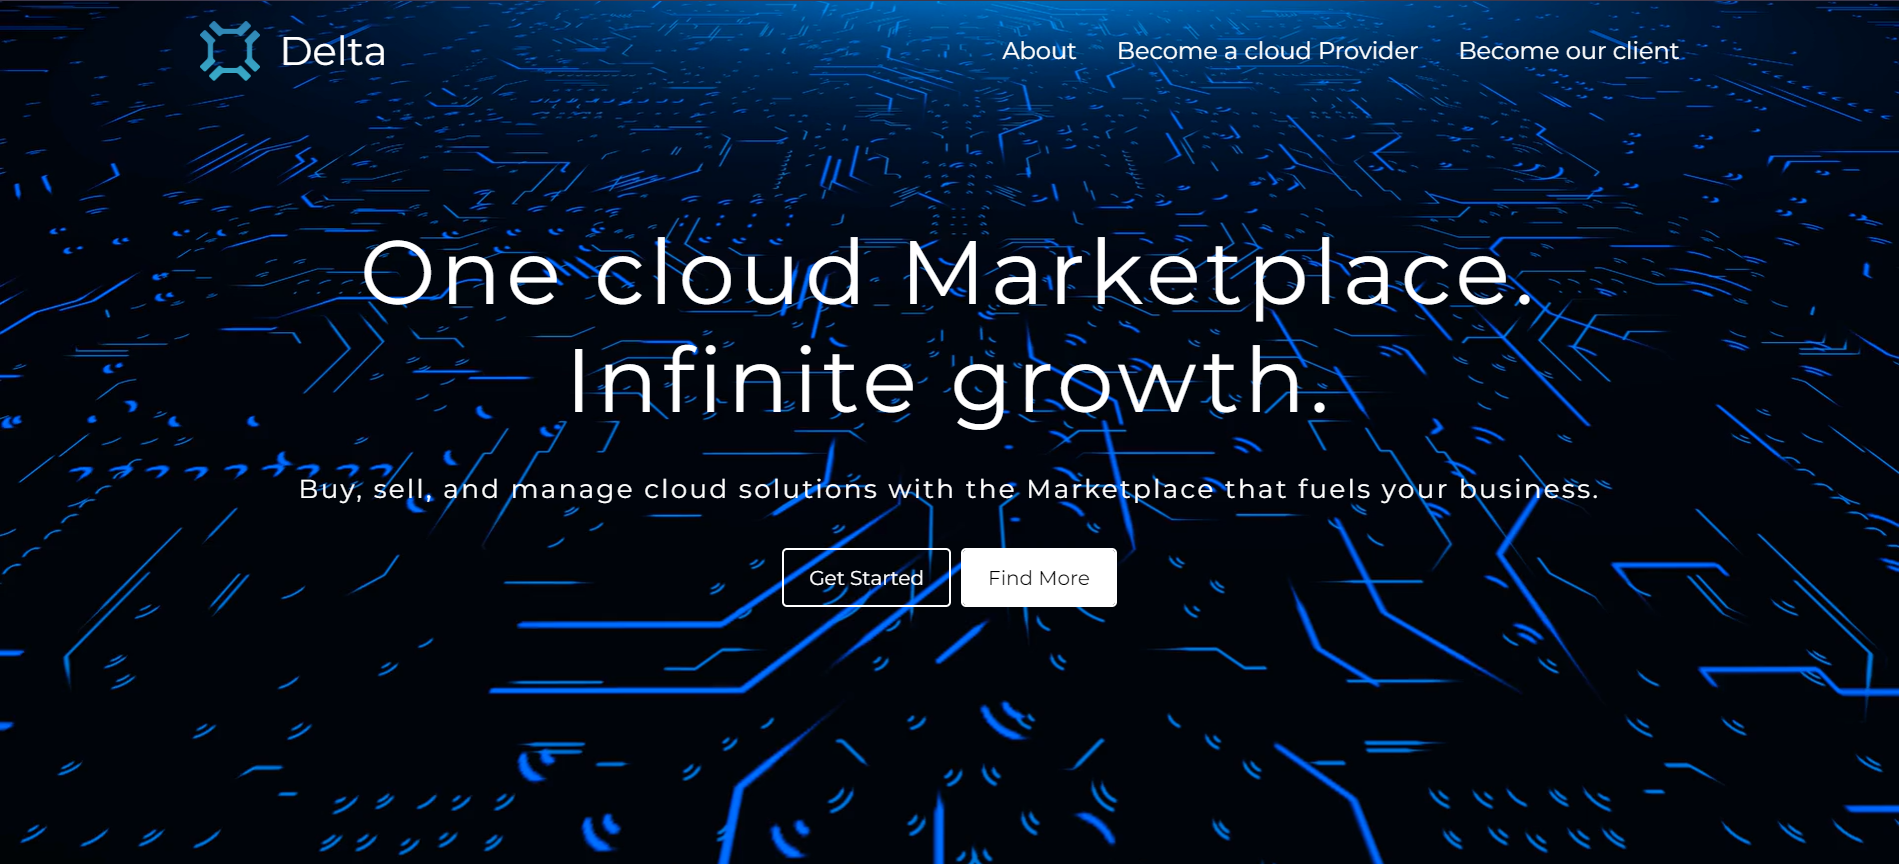 Delta
About
Become a cloud Provider
Become our client
One cloud Marketplace.
Infinite growth.
Buy, sell, and manage cloud solutions with the Marketplace that fuels your business.
Get Started
Find More